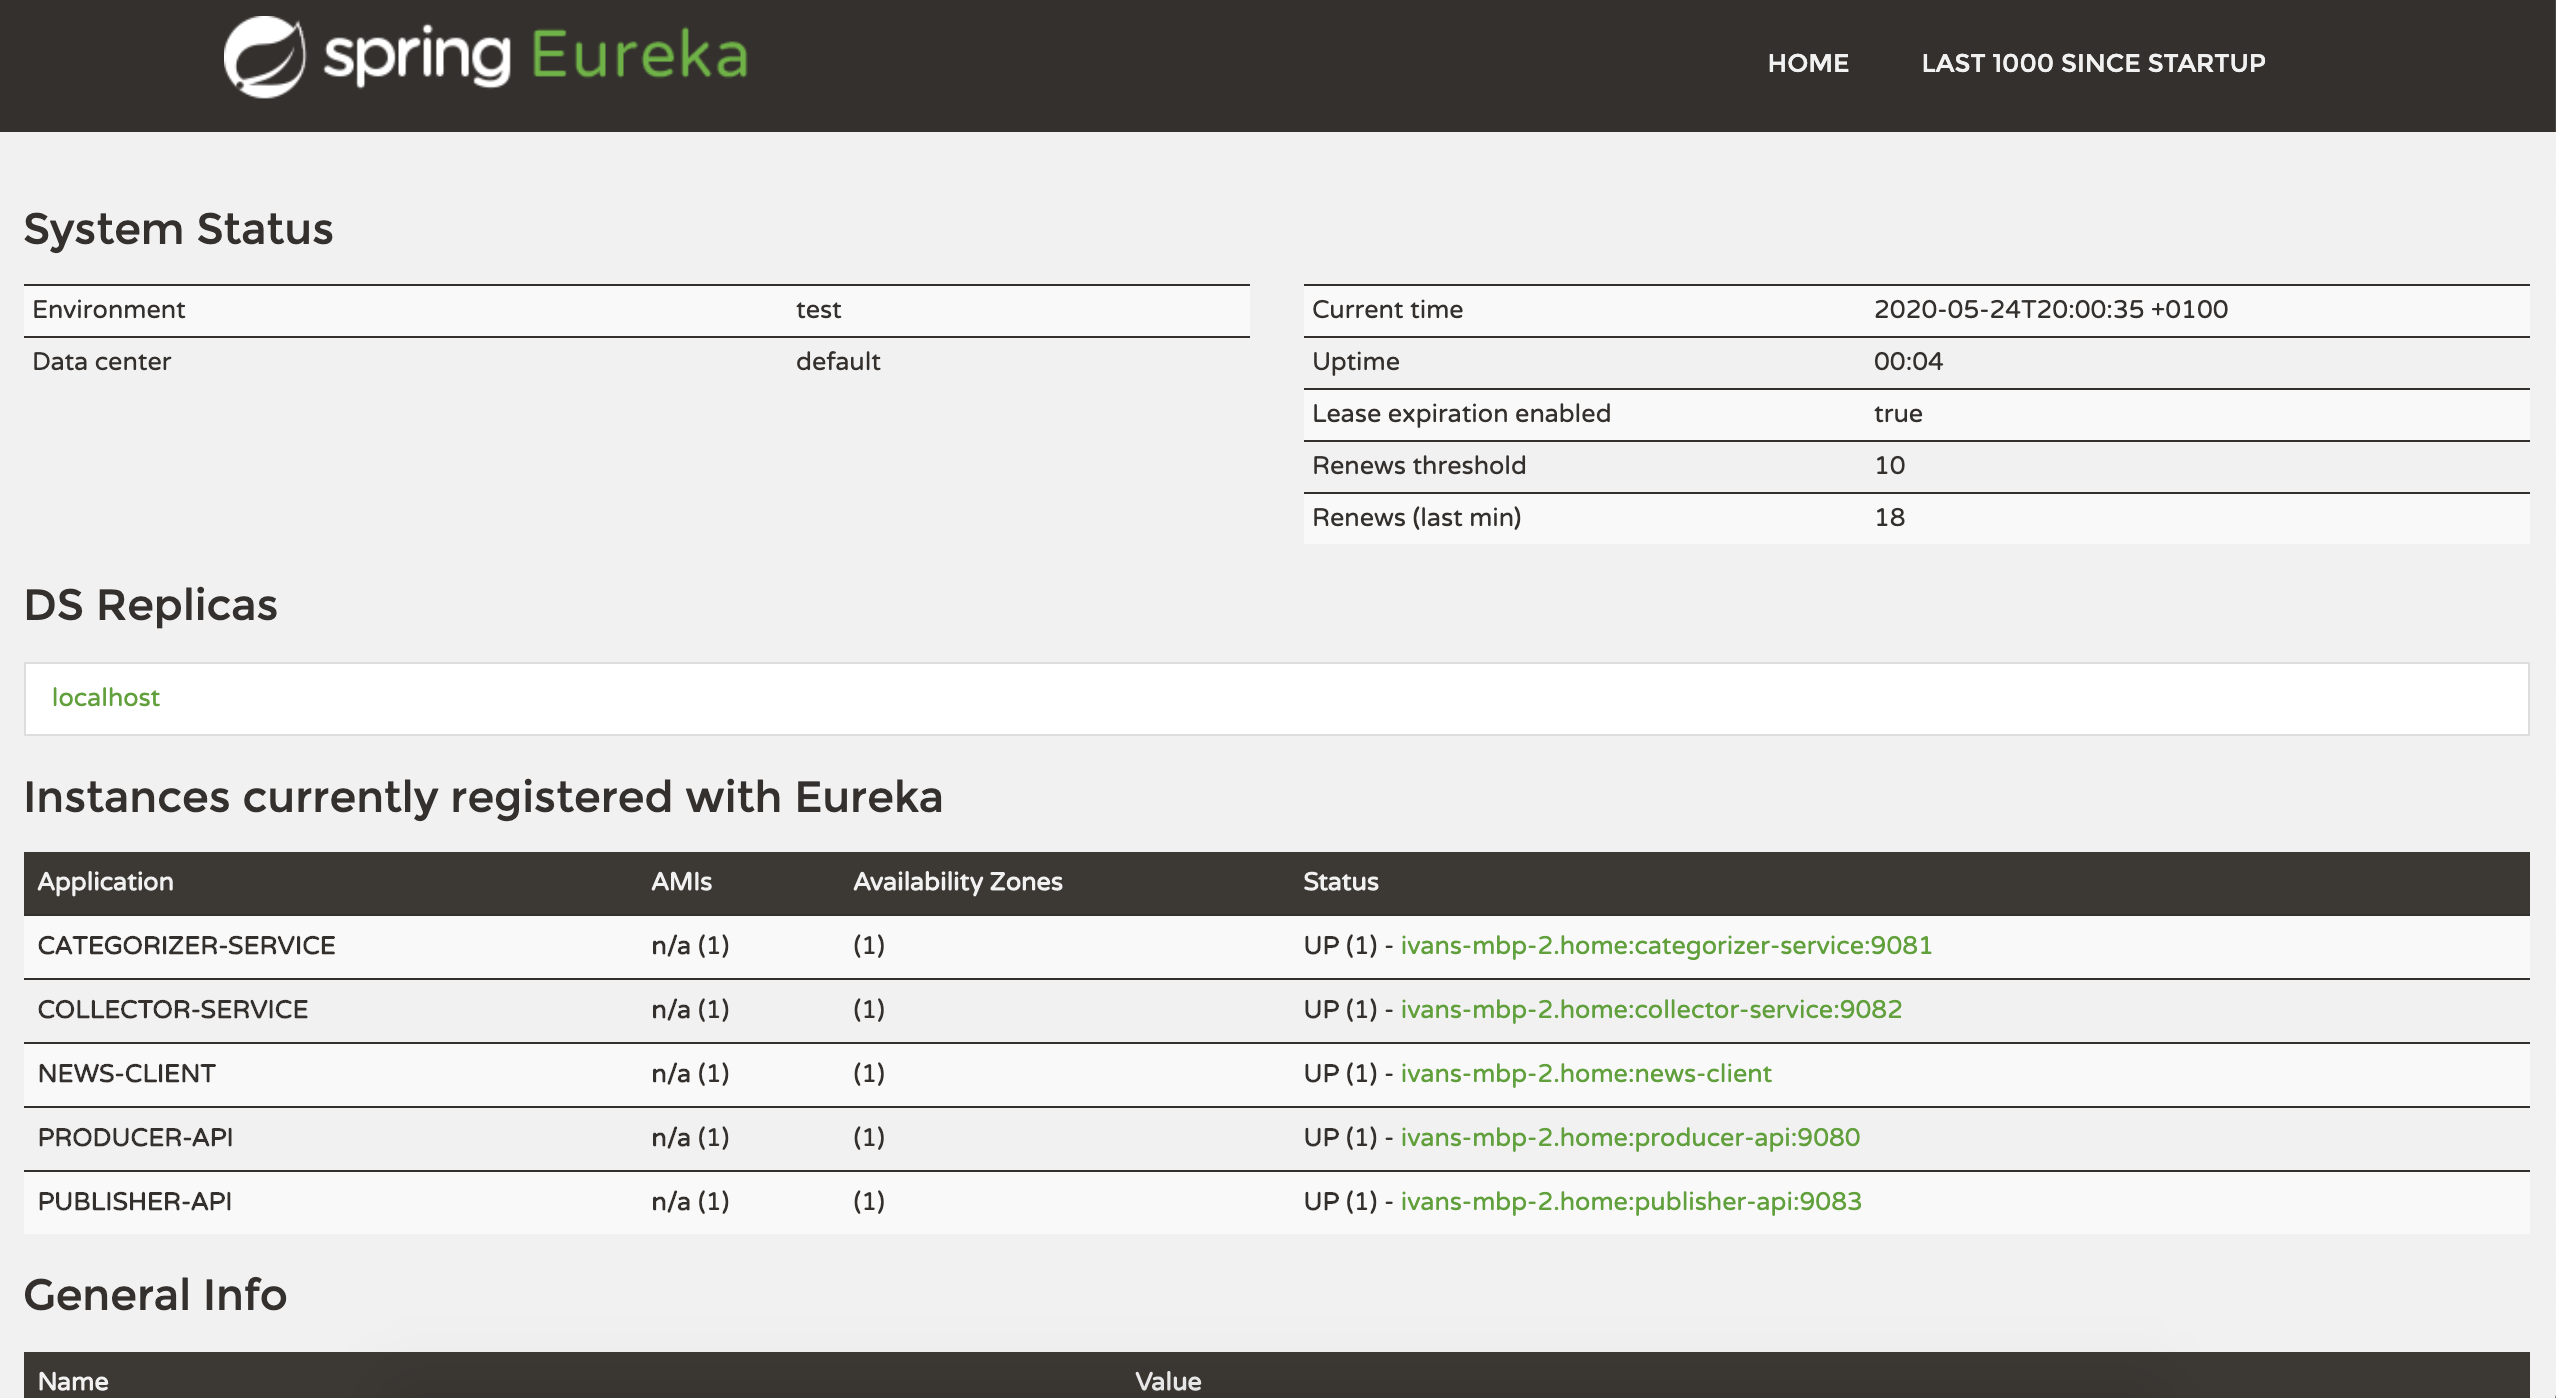 spring Eureka
HOME LAST 1000 SINCE STARTUP
System Status
Environment test
Data center default
Current time 2020-05-24T20:00:35 +0100
Uptime 00:04
Lease expiration enabled true
Renews threshold 10
Renews (last min) 18
DS Replicas
localhost
Instances currently registered with Eureka
Application AMIs Availability Zones Status
CATEGORIZER-SERVICE n/a (1) (1) UP (1) - ivans-mbp-2.home:categorizer-service:9081
COLLECTOR-SERVICE n/a (1) (1) UP (1) - ivans-mbp-2.home:collector-service:9082
NEWS-CLIENT n/a (1) (1) UP (1) - ivans-mbp-2.home:news-client
PRODUCER-API n/a (1) (1) UP (1) - ivans-mbp-2.home:producer-api:9080
PUBLISHER-API n/a (1) (1) UP (1) - ivans-mbp-2.home:publisher-api:9083
General Info
Name Value